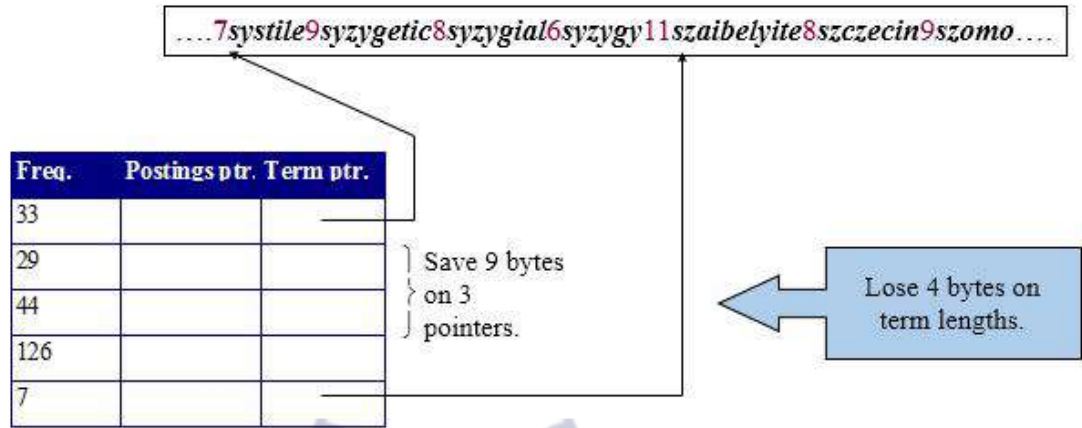 ....7systile9syzygetic8syzygial6syzygy11szaibelyite8szczecin9szomo....
Freq. Postings ptr. Term ptr.
33
29
44
126
7
Save 9 bytes
on 3
pointers.
Lose 4 bytes on
term lengths.